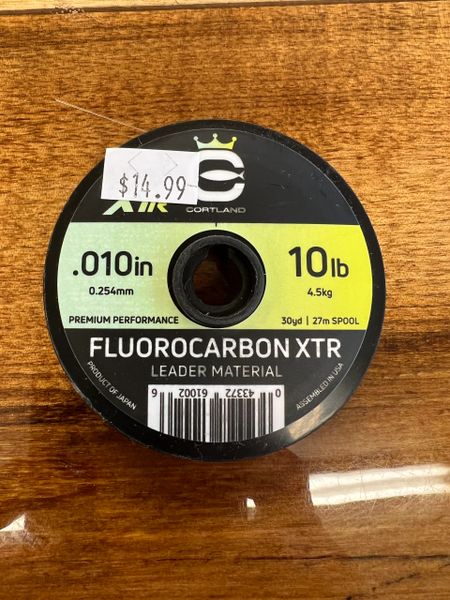 $14.99
XTR
CORTLAND
.010in
0.254mm
10lb
4.5kg
PREMIUM PERFORMANCE
30yd | 27m SPOOL
FLUOROCARBON XTR
LEADER MATERIAL
PRODUCT OF JAPAN
ASSEMBLED IN USA
0 43372 61002 6